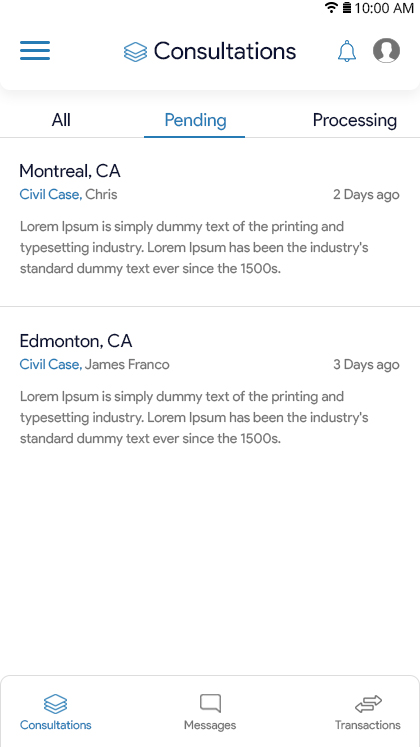 10:00 AM
Consultations
All Pending Processing
Montreal, CA
Civil Case, Chris 2 Days ago
Lorem Ipsum is simply dummy text of the printing and
typesetting industry. Lorem Ipsum has been the industry's
standard dummy text ever since the 1500s.
Edmonton, CA
Civil Case, James Franco 3 Days ago
Lorem Ipsum is simply dummy text of the printing and
typesetting industry. Lorem Ipsum has been the industry's
standard dummy text ever since the 1500s.
Consultations Messages Transactions